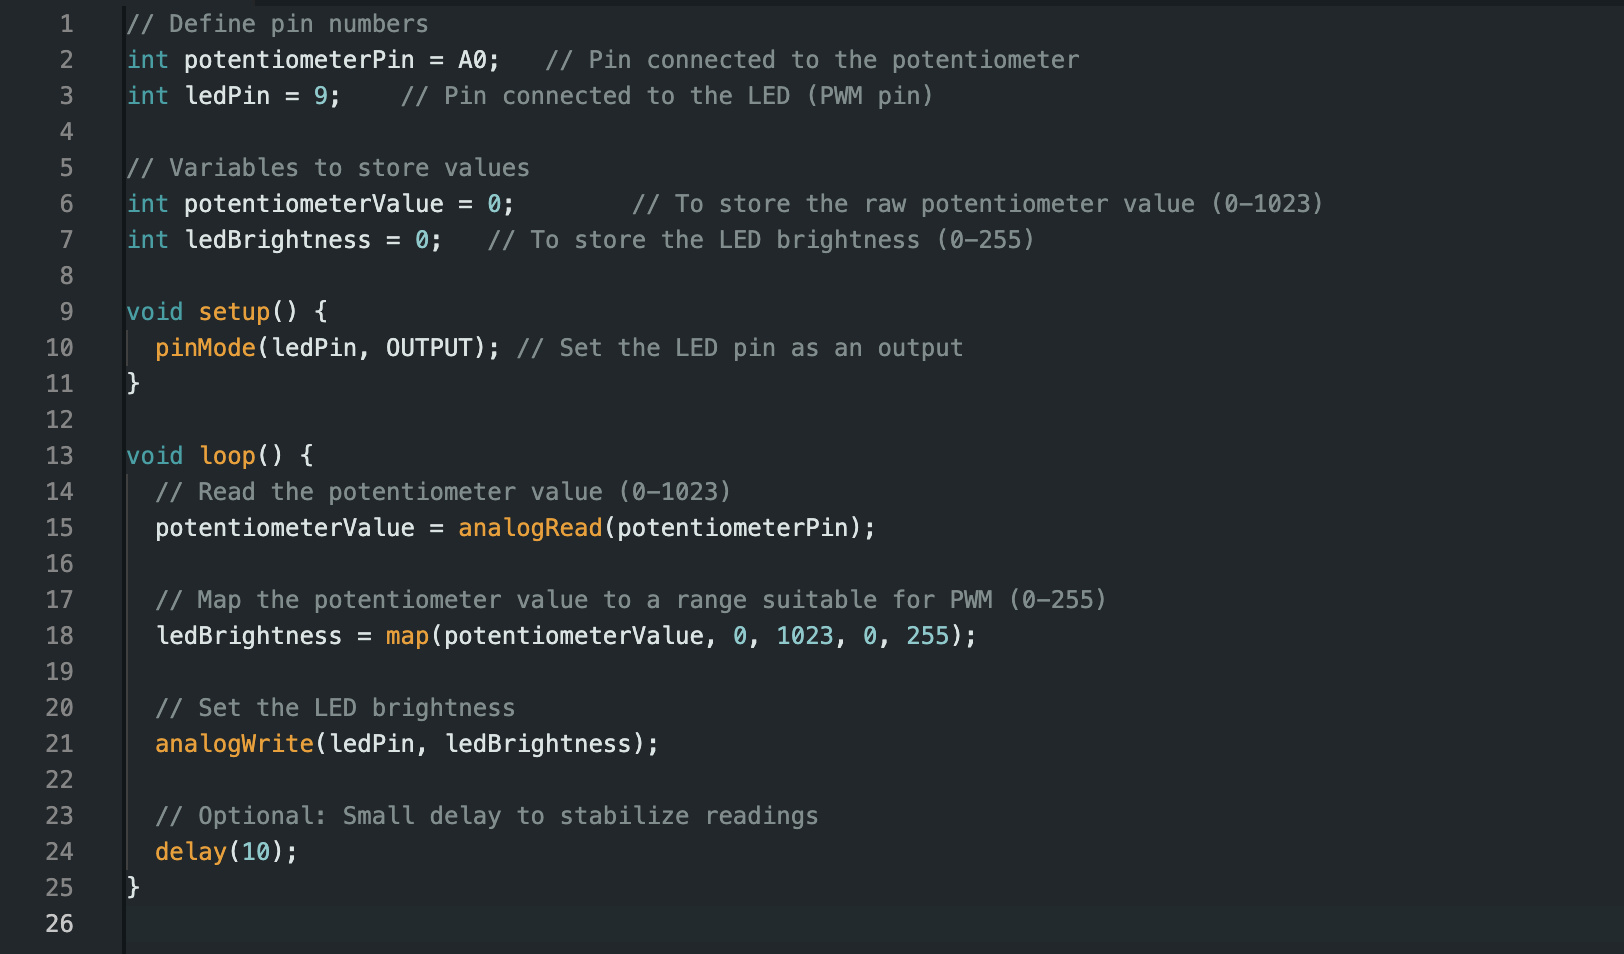 1 // Define pin numbers
2 int potentiometerPin = A0;   // Pin connected to the potentiometer
3 int ledPin = 9;    // Pin connected to the LED (PWM pin)
4
5 // Variables to store values
6 int potentiometerValue = 0;        // To store the raw potentiometer value (0-1023)
7 int ledBrightness = 0;   // To store the LED brightness (0-255)
8
9 void setup() {
10   pinMode(ledPin, OUTPUT); // Set the LED pin as an output
11 }
12
13 void loop() {
14   // Read the potentiometer value (0-1023)
15   potentiometerValue = analogRead(potentiometerPin);
16
17   // Map the potentiometer value to a range suitable for PWM (0-255)
18   ledBrightness = map(potentiometerValue, 0, 1023, 0, 255);
19
20   // Set the LED brightness
21   analogWrite(ledPin, ledBrightness);
22
23   // Optional: Small delay to stabilize readings
24   delay(10);
25 }
26